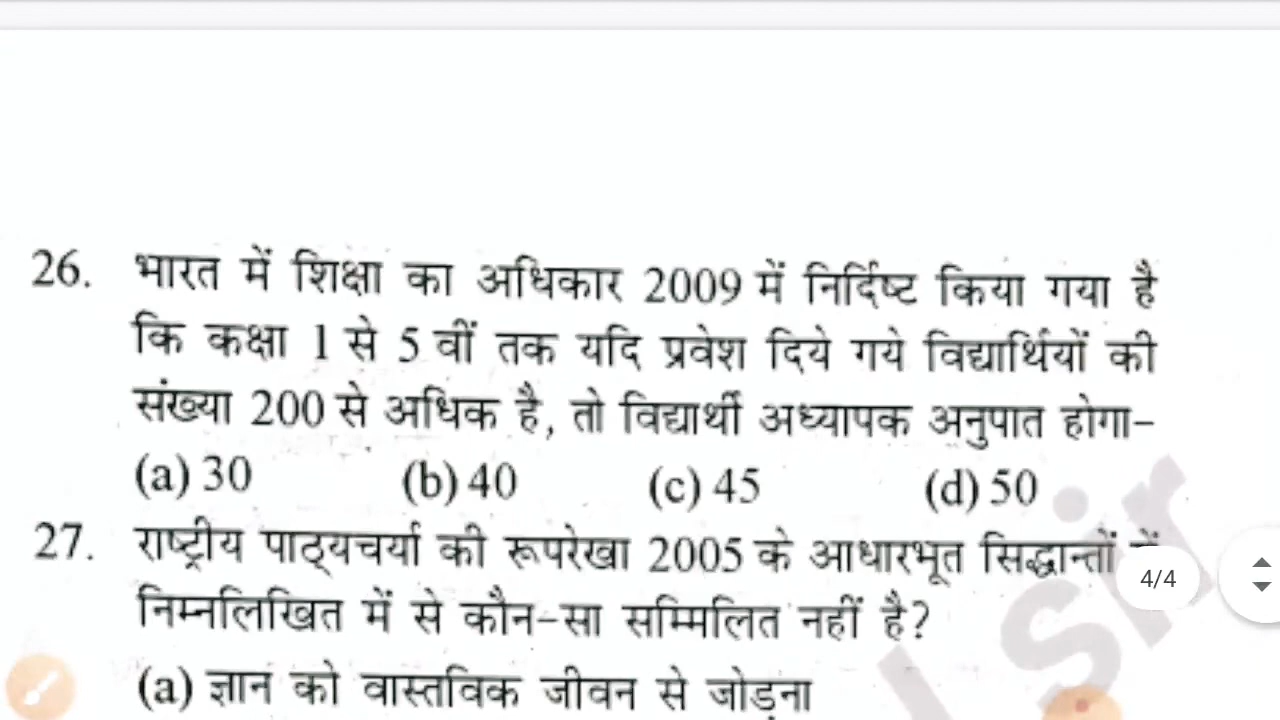 26. भारत में शिक्षा का अधिकार 2009 में निर्दिष्ट किया गया है
कि कक्षा 1 से 5 वीं तक यदि प्रवेश दिये गये विद्यार्थियों की
संख्या 200 से अधिक है, तो विद्यार्थी अध्यापक अनुपात होगा-
(a) 30 (b) 40 (c) 45 (d) 50
27. राष्ट्रीय पाठ्यचर्या की रूपरेखा 2005 के आधारभूत सिद्धान्तों में
4/4
निम्नलिखित में से कौन-सा सम्मिलित नहीं है?
(a) ज्ञान को वास्तविक जीवन से जोड़ना
sir